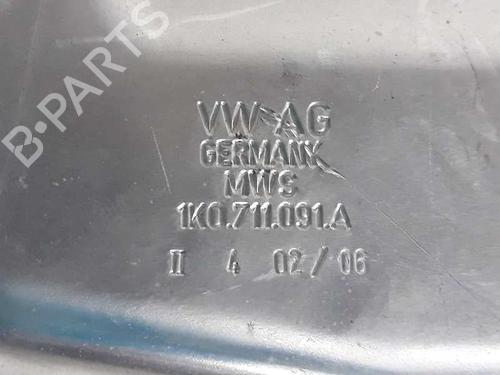 B-PARTS
VW AG
GERMANY
MWS
1K0.711.091.A
II 4 02/06